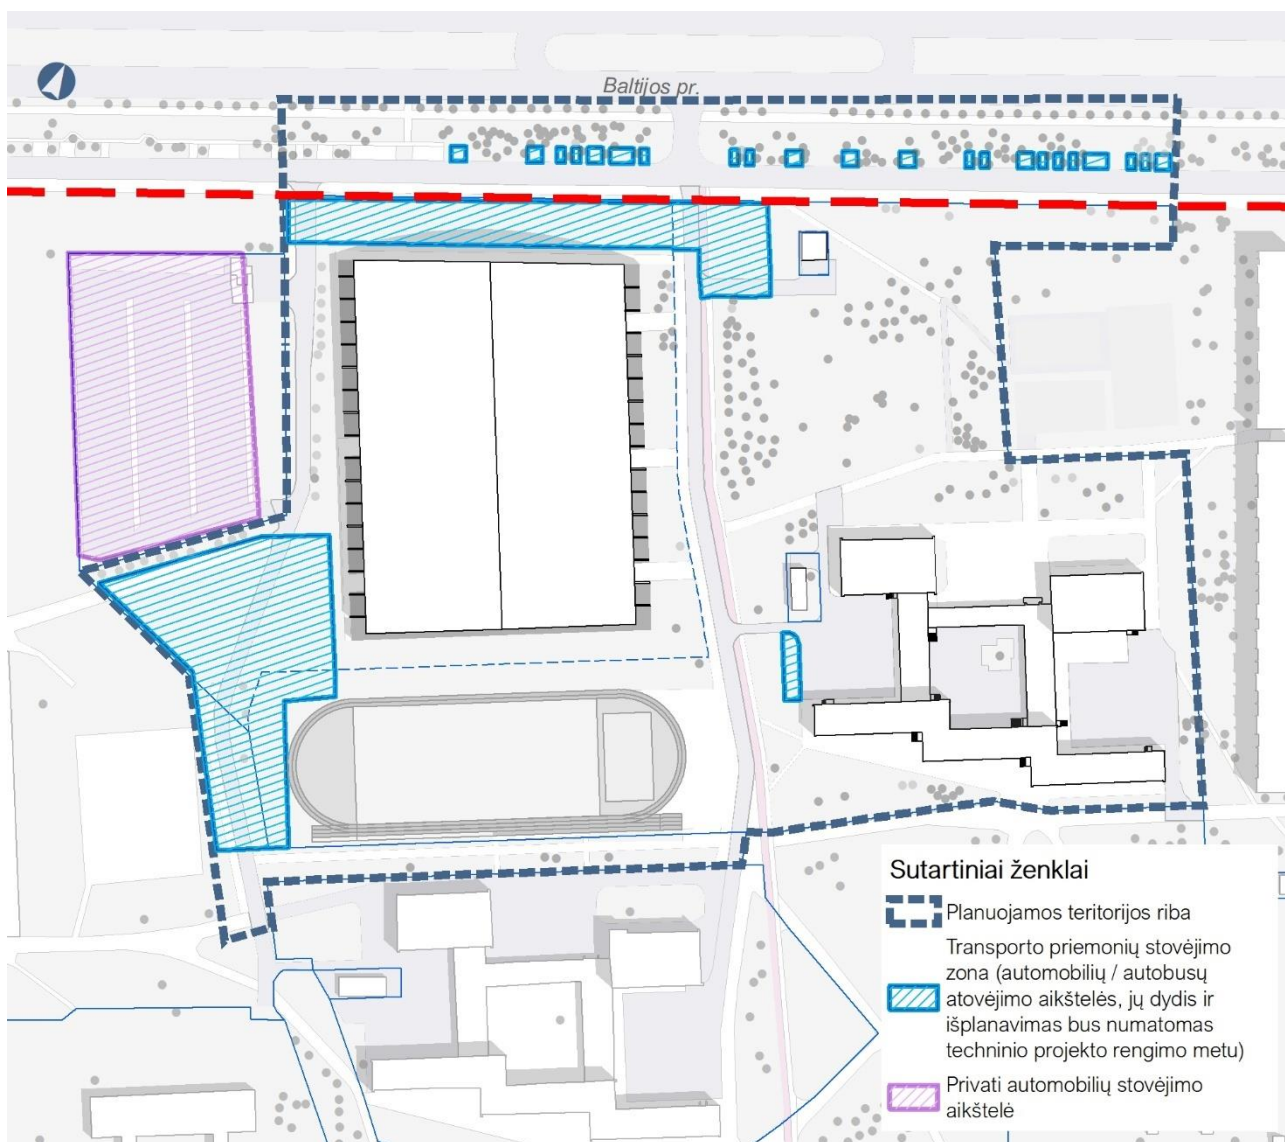 Baltijos pr.
Sutartiniai ženklai
Planuojamos teritorijos riba
Transporto priemonių stovėjimo
zona (automobilių / autobusų
atovėjimo aikštelės, jų dydis ir
išplanavimas bus numatomas
techninio projekto rengimo metu)
Privati automobilių stovėjimo
aikštelė